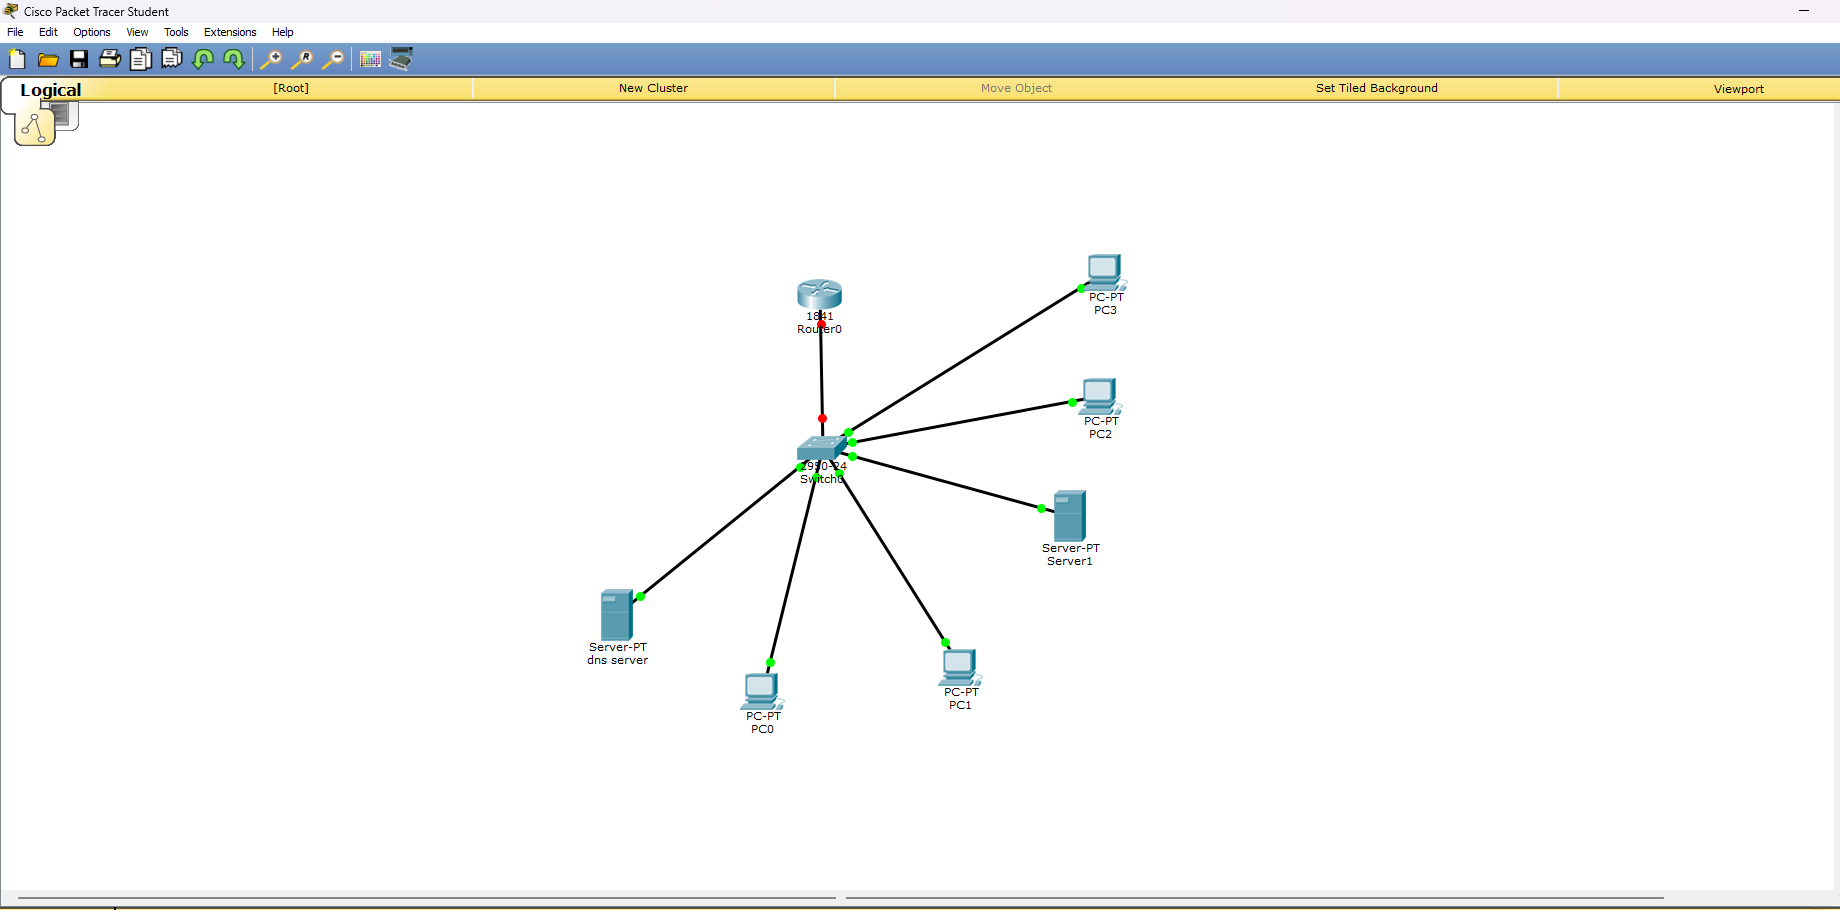 Cisco Packet Tracer Student
File Edit Options View Tools Extensions Help
Logical [Root] New Cluster Move Object Set Tiled Background Viewport
PC-PT
PC3
1841
Router0
PC-PT
PC2
2950-24
Switch0
Server-PT
Server1
Server-PT
dns server
PC-PT
PC1
PC-PT
PC0